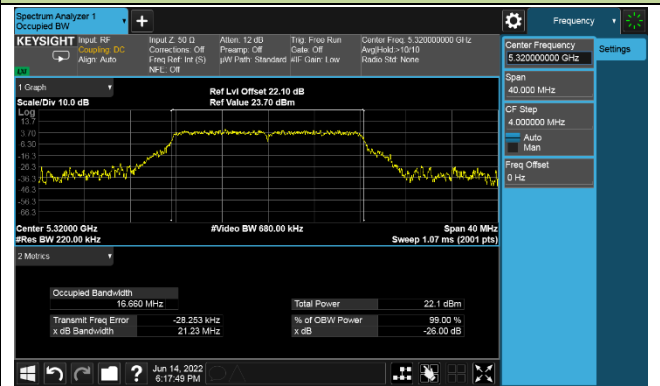 Spectrum Analyzer 1
Occupied BW
Frequency
KEYSIGHT
Input: RF
Coupling: DC
Align: Auto
Input Z: 50 Ω
Corrections: Off
Freq Ref: Int (S)
NFE: Off
Atten: 12 dB
Preamp: Off
µW Path: Standard
Trig: Free Run
Gate: Off
#IF Gain: Low
Center Freq: 5.320000000 GHz
Avg|Hold:>10/10
Radio Std: None
Center Frequency
5.320000000 GHz
Settings
Span
40.000 MHz
CF Step
4.000000 MHz
Auto
Man
Freq Offset
0 Hz
1 Graph
Scale/Div 10.0 dB
Ref Lvl Offset 22.10 dB
Ref Value 23.70 dBm
Log
13.7
3.70
-6.30
-16.3
-26.3
-36.3
-46.3
-56.3
-66.3
Center 5.32000 GHz
#Video BW 680.00 kHz
Span 40 MHz
#Res BW 220.00 kHz
Sweep 1.07 ms (2001 pts)
2 Metrics
Occupied Bandwidth
16.660 MHz
Total Power 22.1 dBm
Transmit Freq Error -28.253 kHz
% of OBW Power 99.00 %
x dB Bandwidth 21.23 MHz
x dB -26.00 dB
?
Jun 14, 2022
6:17:49 PM